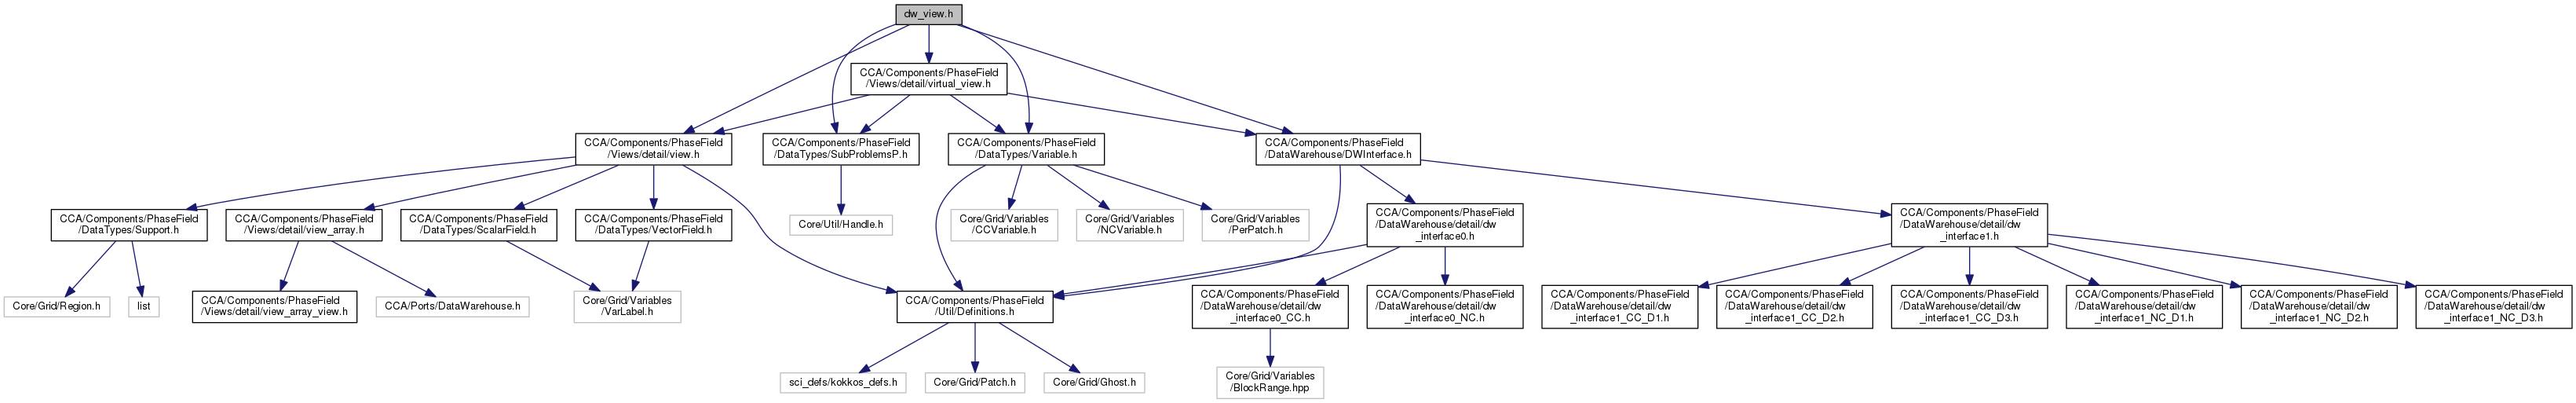 dw_view.h
CCA/Components/PhaseField
/Views/detail/virtual_view.h
CCA/Components/PhaseField
/Views/detail/view.h
CCA/Components/PhaseField
/DataTypes/SubProblemsP.h
CCA/Components/PhaseField
/DataTypes/Variable.h
CCA/Components/PhaseField
/DataWarehouse/DWInterface.h
CCA/Components/PhaseField
/DataTypes/Support.h
CCA/Components/PhaseField
/Views/detail/view_array.h
CCA/Components/PhaseField
/DataTypes/ScalarField.h
CCA/Components/PhaseField
/DataTypes/VectorField.h
Core/Util/Handle.h
Core/Grid/Variables
/CCVariable.h
Core/Grid/Variables
/NCVariable.h
Core/Grid/Variables
/PerPatch.h
CCA/Components/PhaseField
/DataWarehouse/detail/dw
_interface0.h
CCA/Components/PhaseField
/DataWarehouse/detail/dw
_interface1.h
Core/Grid/Region.h
list
CCA/Components/PhaseField
/Views/detail/view_array_view.h
CCA/Ports/DataWarehouse.h
Core/Grid/Variables
/VarLabel.h
CCA/Components/PhaseField
/Util/Definitions.h
CCA/Components/PhaseField
/DataWarehouse/detail/dw
_interface0_CC.h
CCA/Components/PhaseField
/DataWarehouse/detail/dw
_interface0_NC.h
CCA/Components/PhaseField
/DataWarehouse/detail/dw
_interface1_CC_D1.h
CCA/Components/PhaseField
/DataWarehouse/detail/dw
_interface1_CC_D2.h
CCA/Components/PhaseField
/DataWarehouse/detail/dw
_interface1_CC_D3.h
CCA/Components/PhaseField
/DataWarehouse/detail/dw
_interface1_NC_D1.h
CCA/Components/PhaseField
/DataWarehouse/detail/dw
_interface1_NC_D2.h
CCA/Components/PhaseField
/DataWarehouse/detail/dw
_interface1_NC_D3.h
sci_defs/kokkos_defs.h
Core/Grid/Patch.h
Core/Grid/Ghost.h
Core/Grid/Variables
/BlockRange.hpp